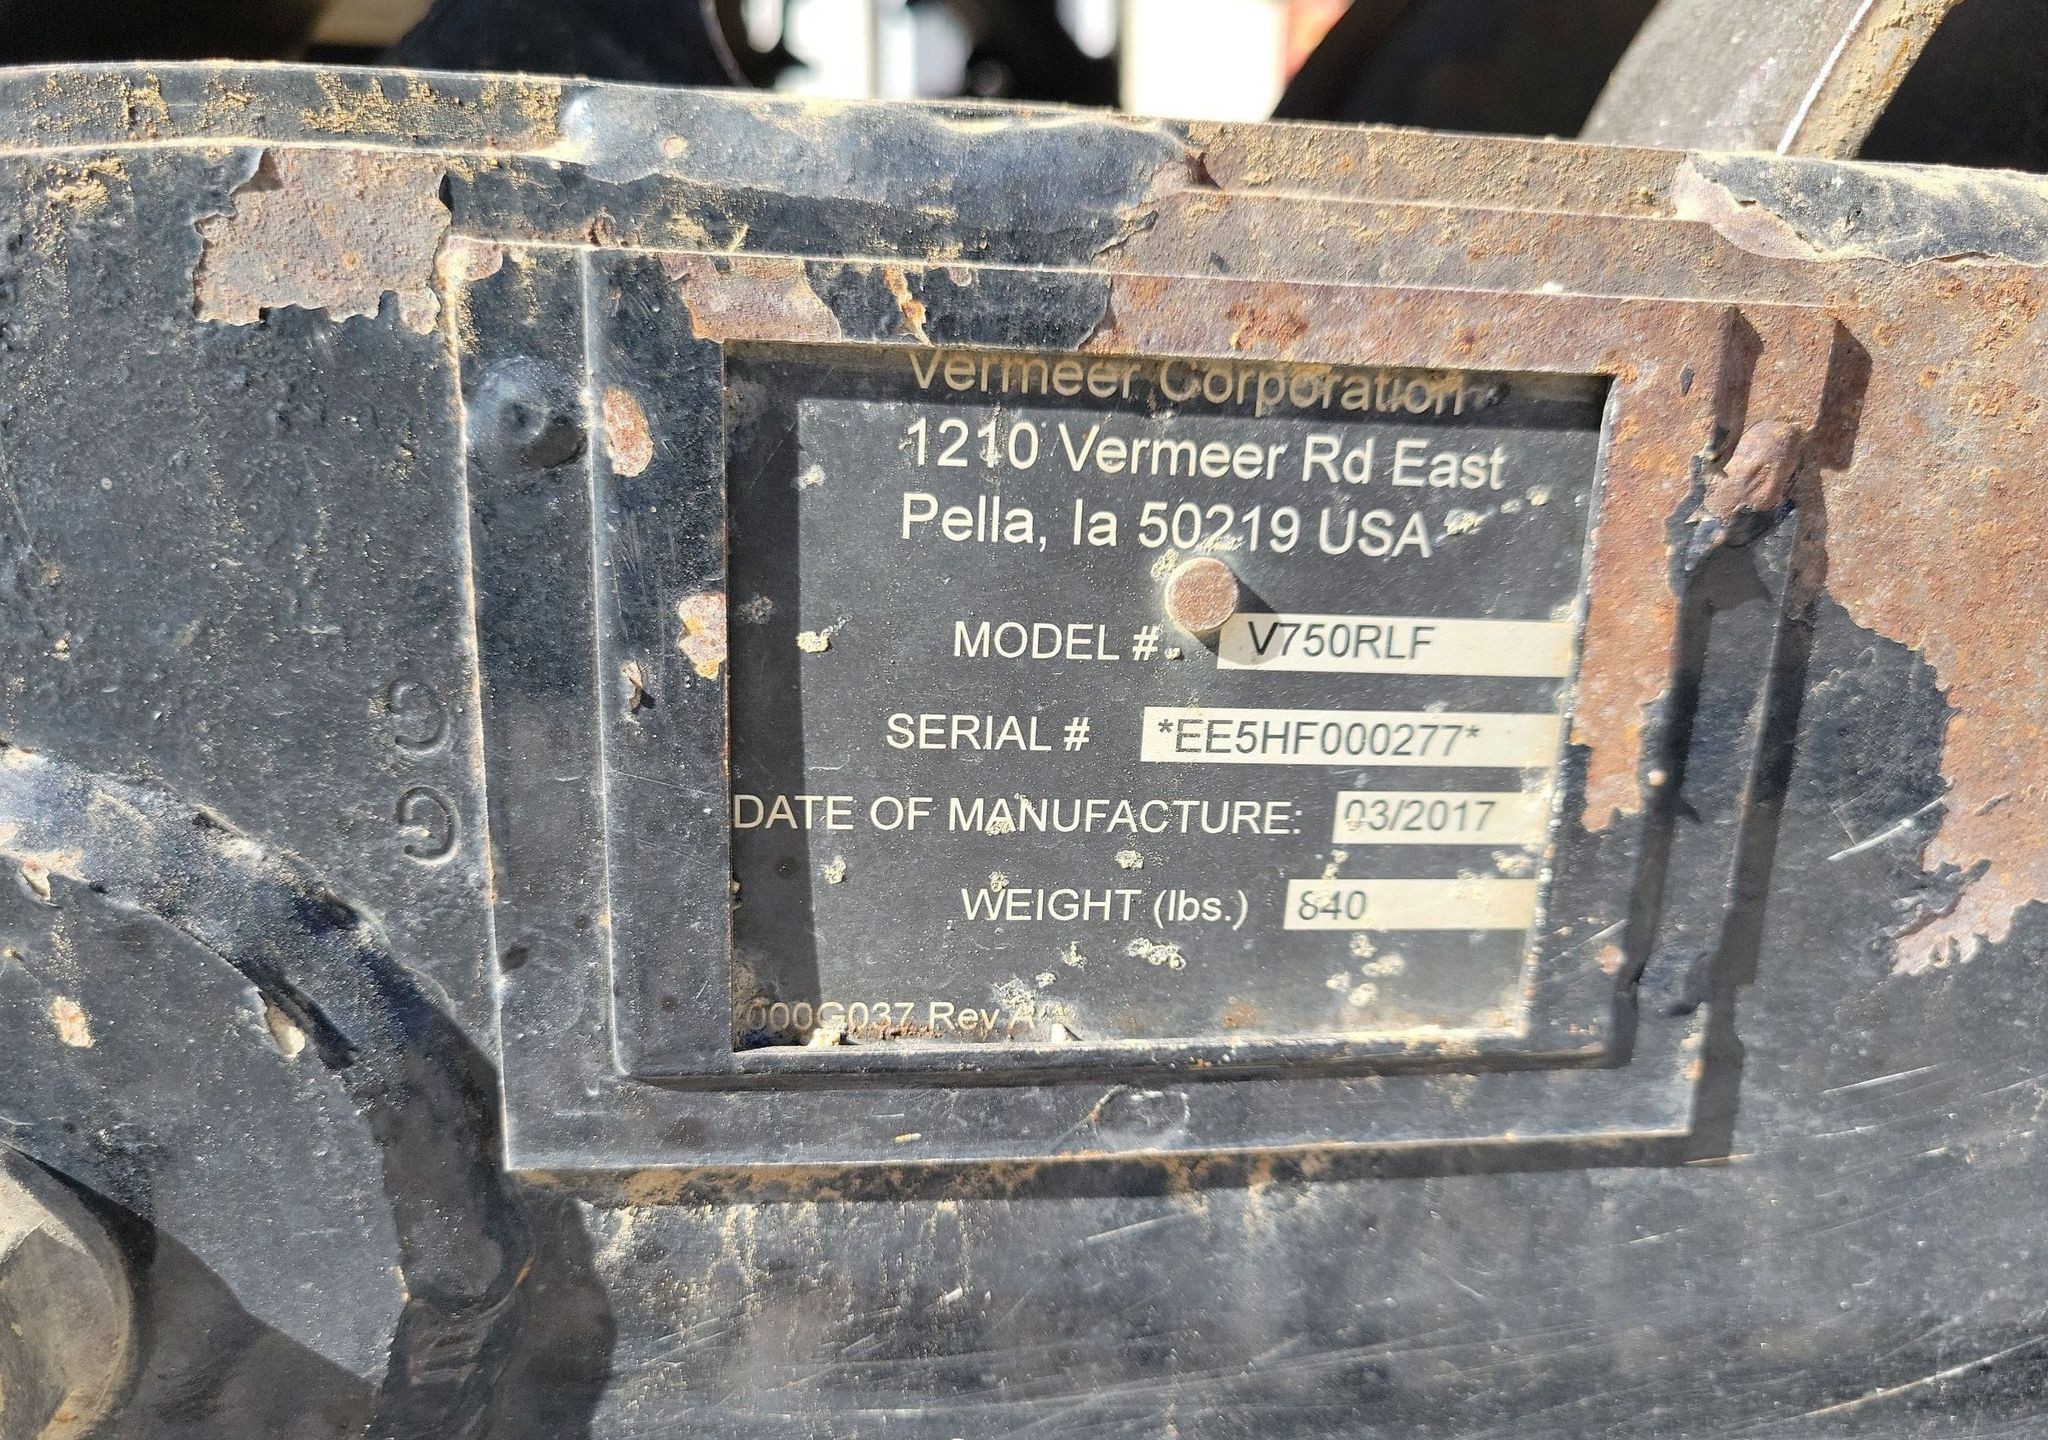 Vermeer Corporation
1210 Vermeer Rd East
Pella, Ia 50219 USA
MODEL #. V750RLF
SERIAL # *EE5HF000277*
DATE OF MANUFACTURE: 03/2017
WEIGHT (lbs.) 840
000G037 Rev A
G
G